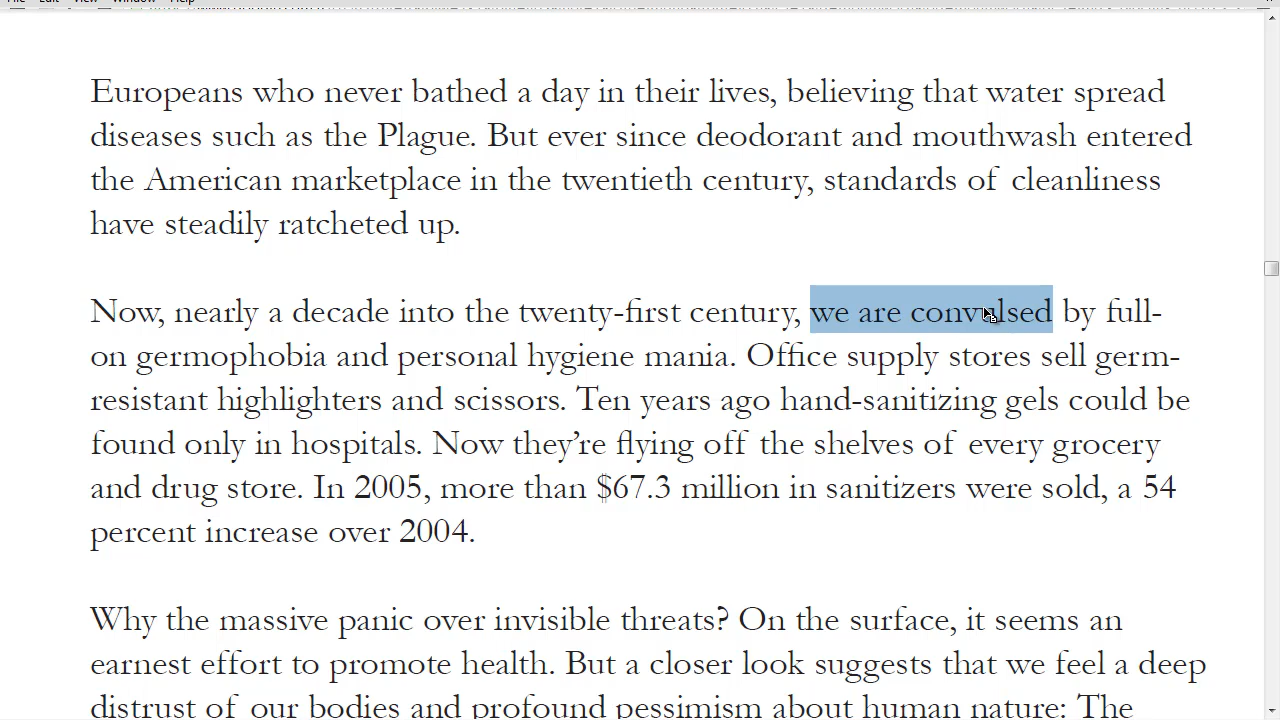 File Edit View Window Help
Europeans who never bathed a day in their lives, believing that water spread
diseases such as the Plague. But ever since deodorant and mouthwash entered
the American marketplace in the twentieth century, standards of cleanliness
have steadily ratcheted up.
Now, nearly a decade into the twenty-first century, we are convulsed by full-
on germophobia and personal hygiene mania. Office supply stores sell germ-
resistant highlighters and scissors. Ten years ago hand-sanitizing gels could be
found only in hospitals. Now they’re flying off the shelves of every grocery
and drug store. In 2005, more than $67.3 million in sanitizers were sold, a 54
percent increase over 2004.
Why the massive panic over invisible threats? On the surface, it seems an
earnest effort to promote health. But a closer look suggests that we feel a deep
distrust of our bodies and profound pessimism about human nature: The